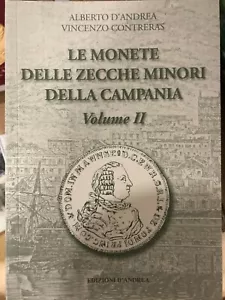 ALBERTO D'ANDREA
VINCENZO CONTRERAS
LE MONETE
DELLE ZECCHE MINORI
DELLA CAMPANIA
Volume II
EDIZIONI D'ANDREA